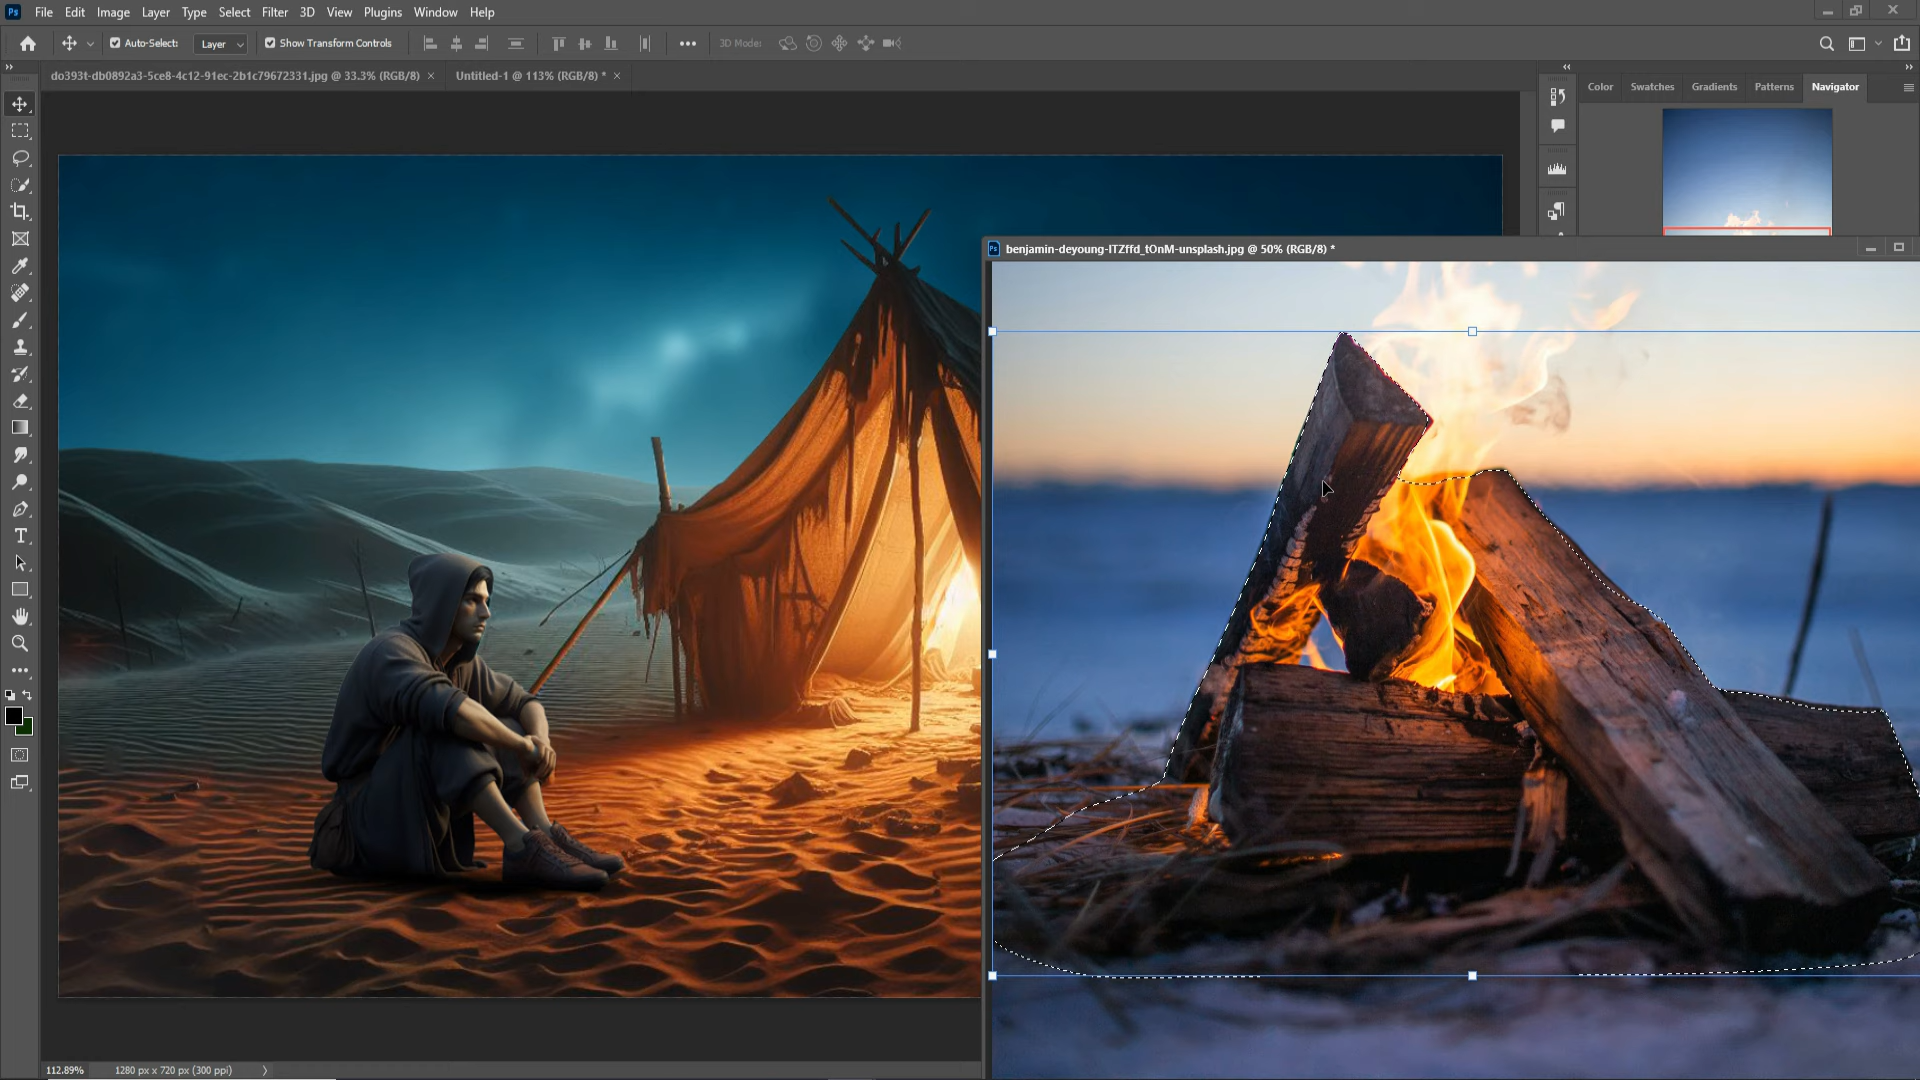 Ps File Edit Image Layer Type Select Filter 3D View Plugins Window Help
Auto-Select: Layer Show Transform Controls 3D Mode:
do393t-db0892a3-5ce8-4c12-91ec-2b1c79672331.jpg @ 33.3% (RGB/8) × Untitled-1 @ 113% (RGB/8) * ×
Color Swatches Gradients Patterns Navigator
Ps benjamin-deyoung-lTZffd_tOnM-unsplash.jpg @ 50% (RGB/8) *
T
112.89% 1280 px x 720 px (300 ppi)